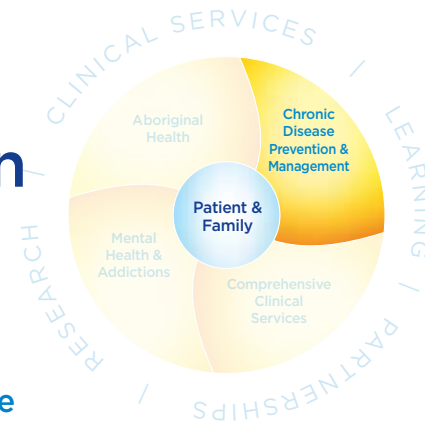 CLINICAL SERVICES / LEARNING / PARTNERSHIPS / RESEARCH /
Aboriginal
Health
Chronic
Disease
Prevention &
Management
n
Patient &
Family
Mental
Health &
Addictions
Comprehensive
Clinical
Services
e